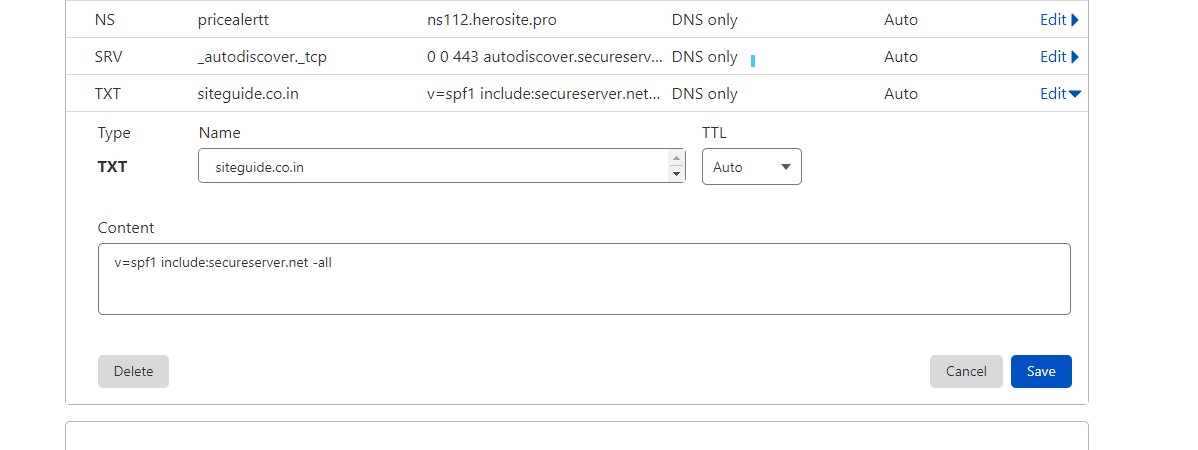 NS pricealertt ns112.herosite.pro DNS only Auto Edit
SRV _autodiscover._tcp 0 0 443 autodiscover.secureserv... DNS only Auto Edit
TXT siteguide.co.in v=spf1 include:secureserver.net... DNS only Auto Edit
Type Name TTL
TXT siteguide.co.in Auto
Content
v=spf1 include:secureserver.net -all
Delete Cancel Save